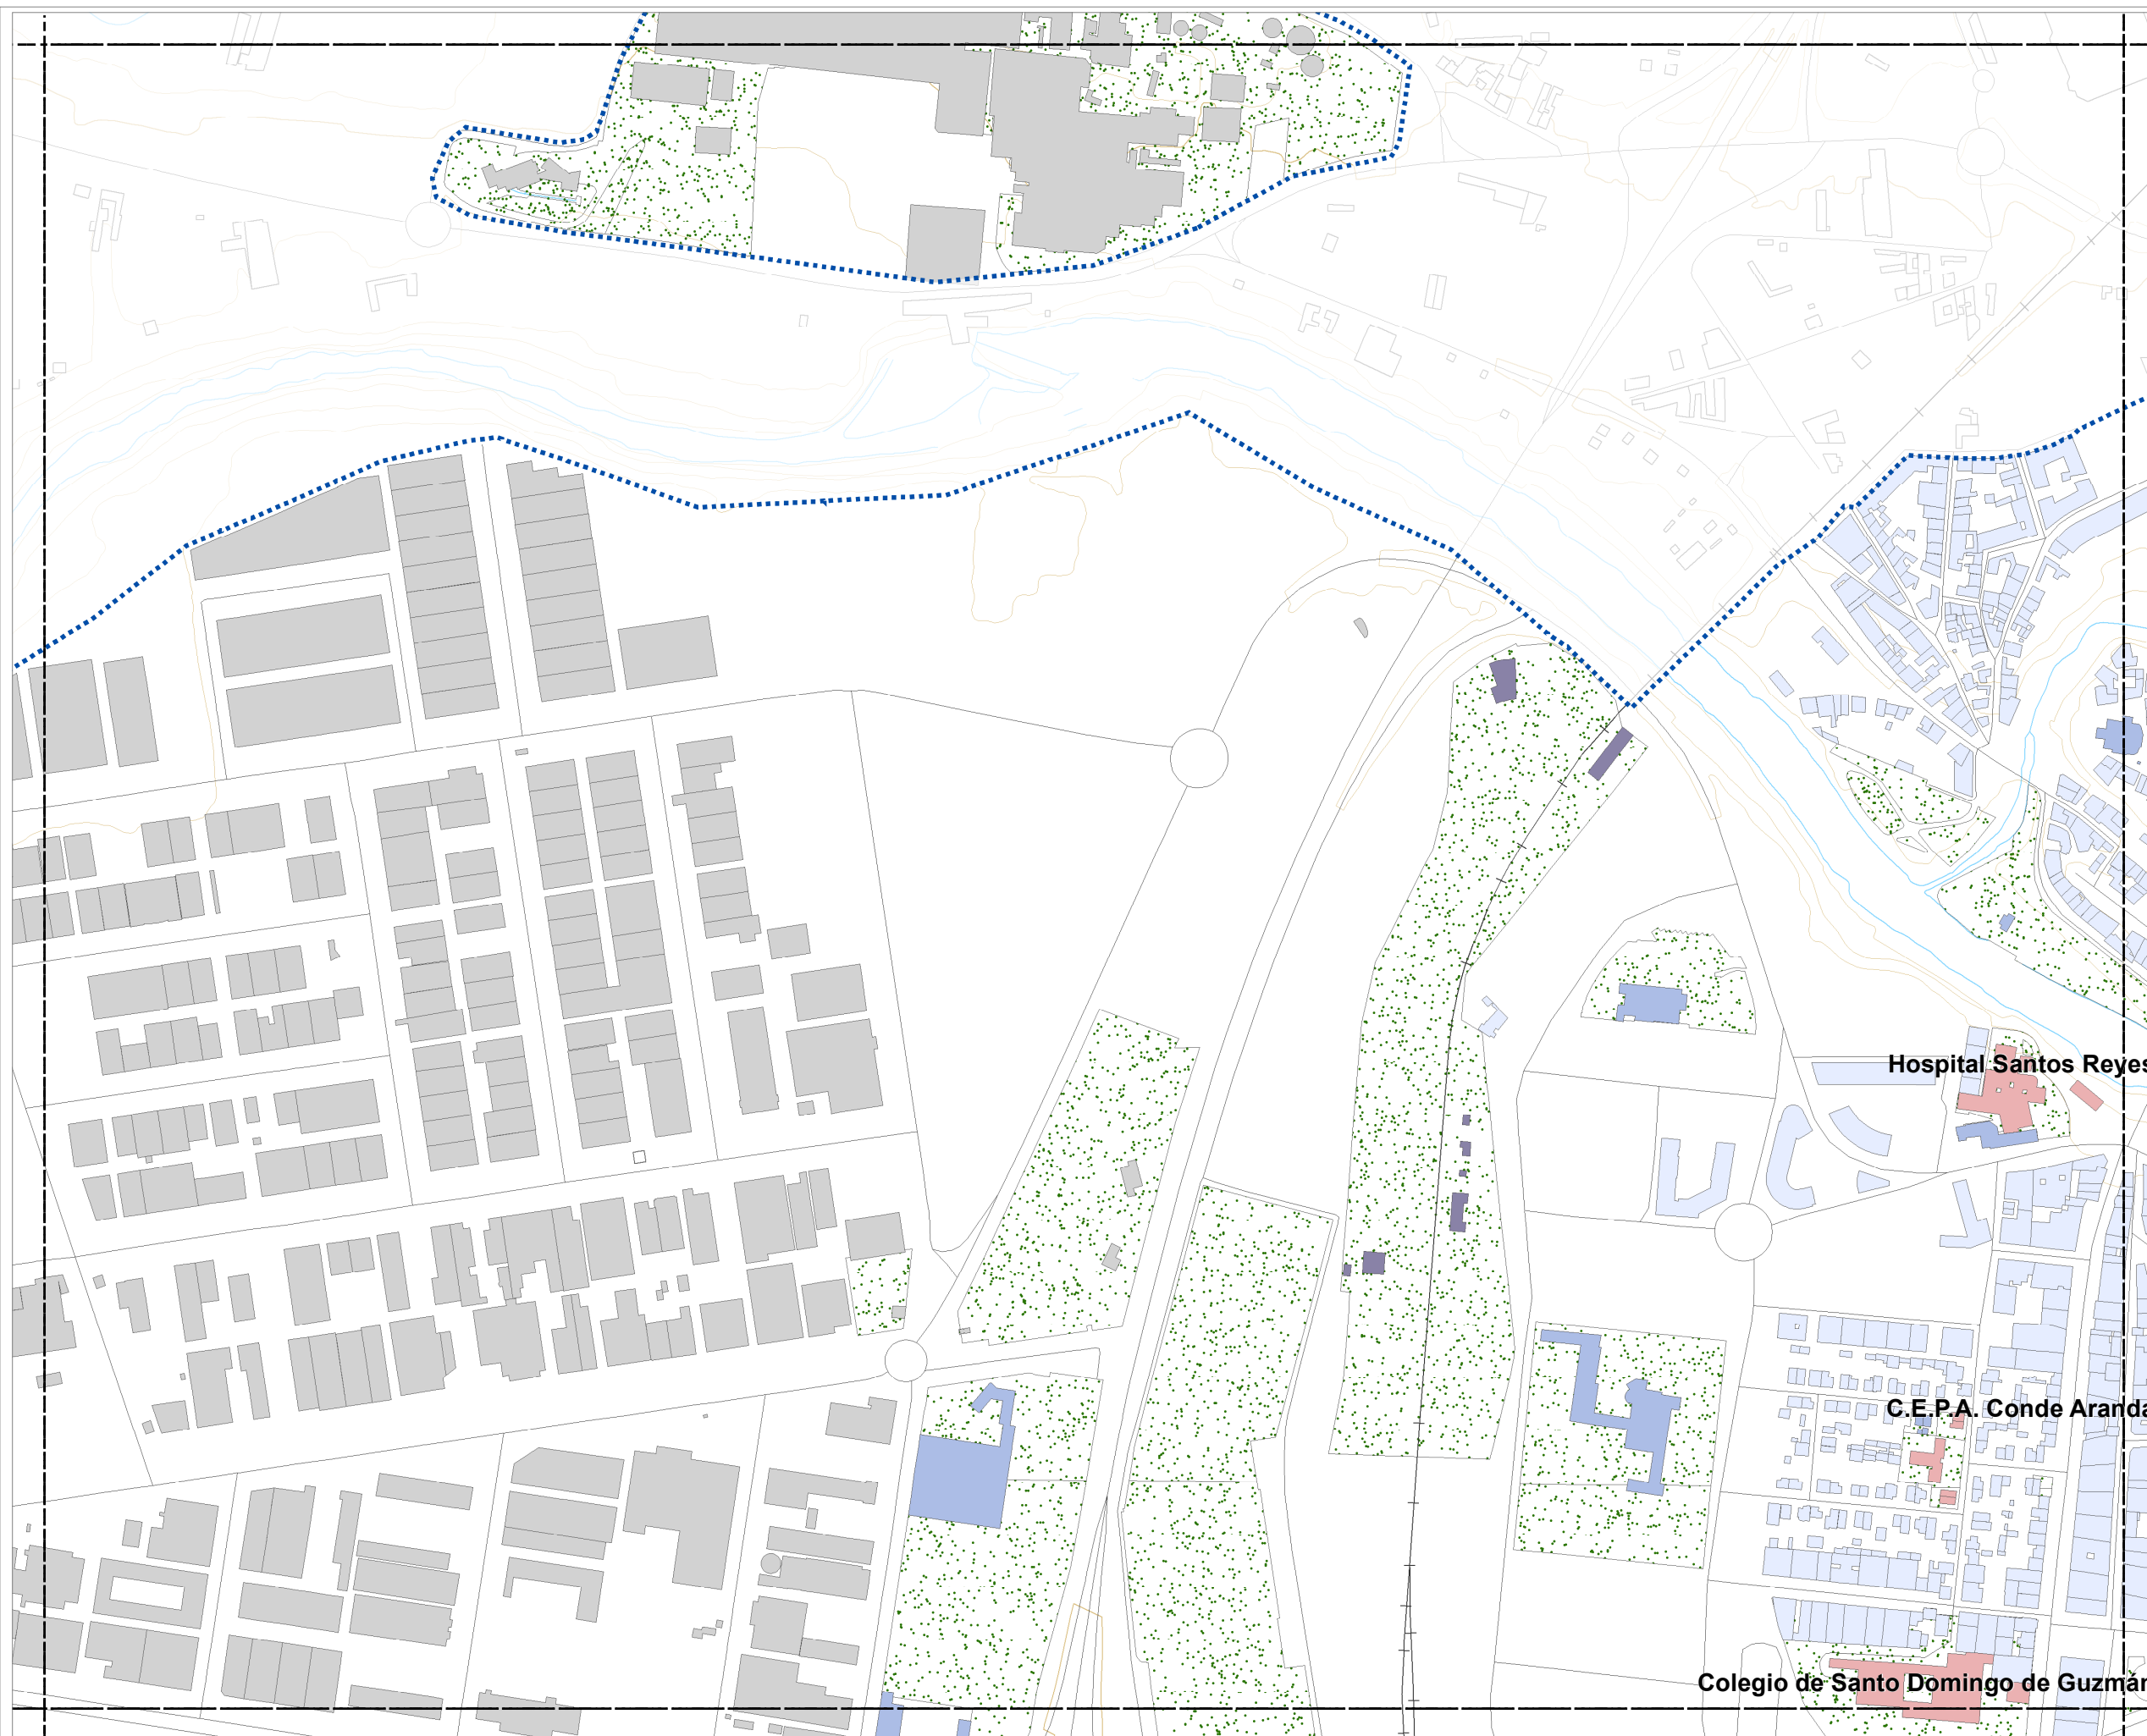 Hospital Santos Reyes
C.E.P.A. Conde Aranda
Colegio de Santo Domingo de Guzmán